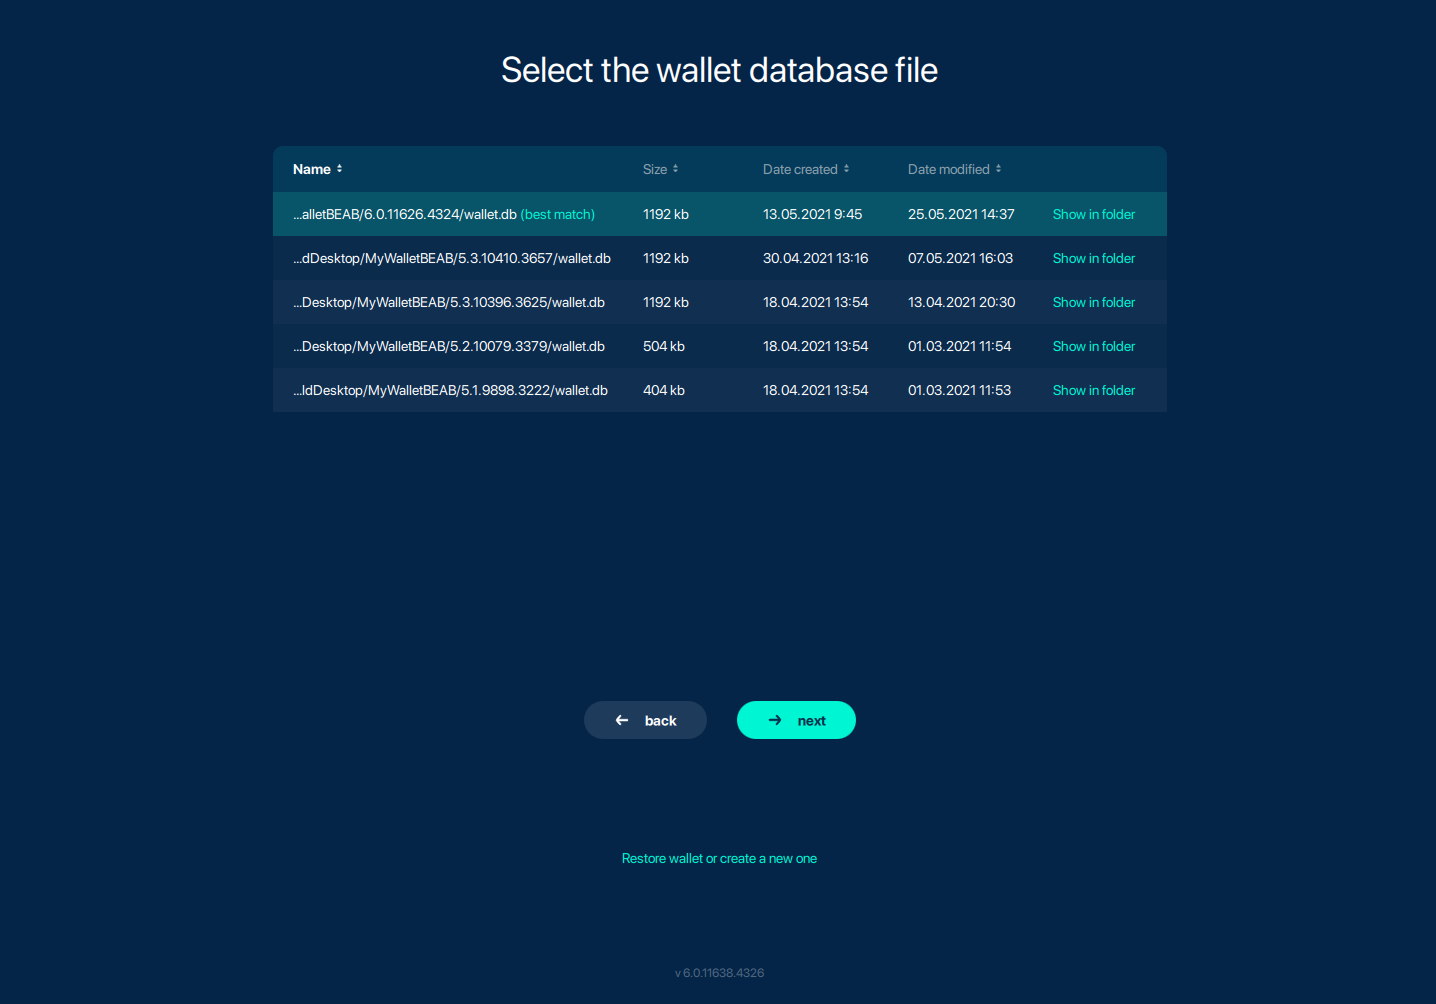 Select the wallet database file
Name Size Date created Date modified
...alletBEAB/6.0.11626.4324/wallet.db (best match) 1192 kb 13.05.2021 9:45 25.05.2021 14:37 Show in folder
...dDesktop/MyWalletBEAB/5.3.10410.3657/wallet.db 1192 kb 30.04.2021 13:16 07.05.2021 16:03 Show in folder
...Desktop/MyWalletBEAB/5.3.10396.3625/wallet.db 1192 kb 18.04.2021 13:54 13.04.2021 20:30 Show in folder
...Desktop/MyWalletBEAB/5.2.10079.3379/wallet.db 504 kb 18.04.2021 13:54 01.03.2021 11:54 Show in folder
...ldDesktop/MyWalletBEAB/5.1.9898.3222/wallet.db 404 kb 18.04.2021 13:54 01.03.2021 11:53 Show in folder
back next
Restore wallet or create a new one
v 6.0.11638.4326